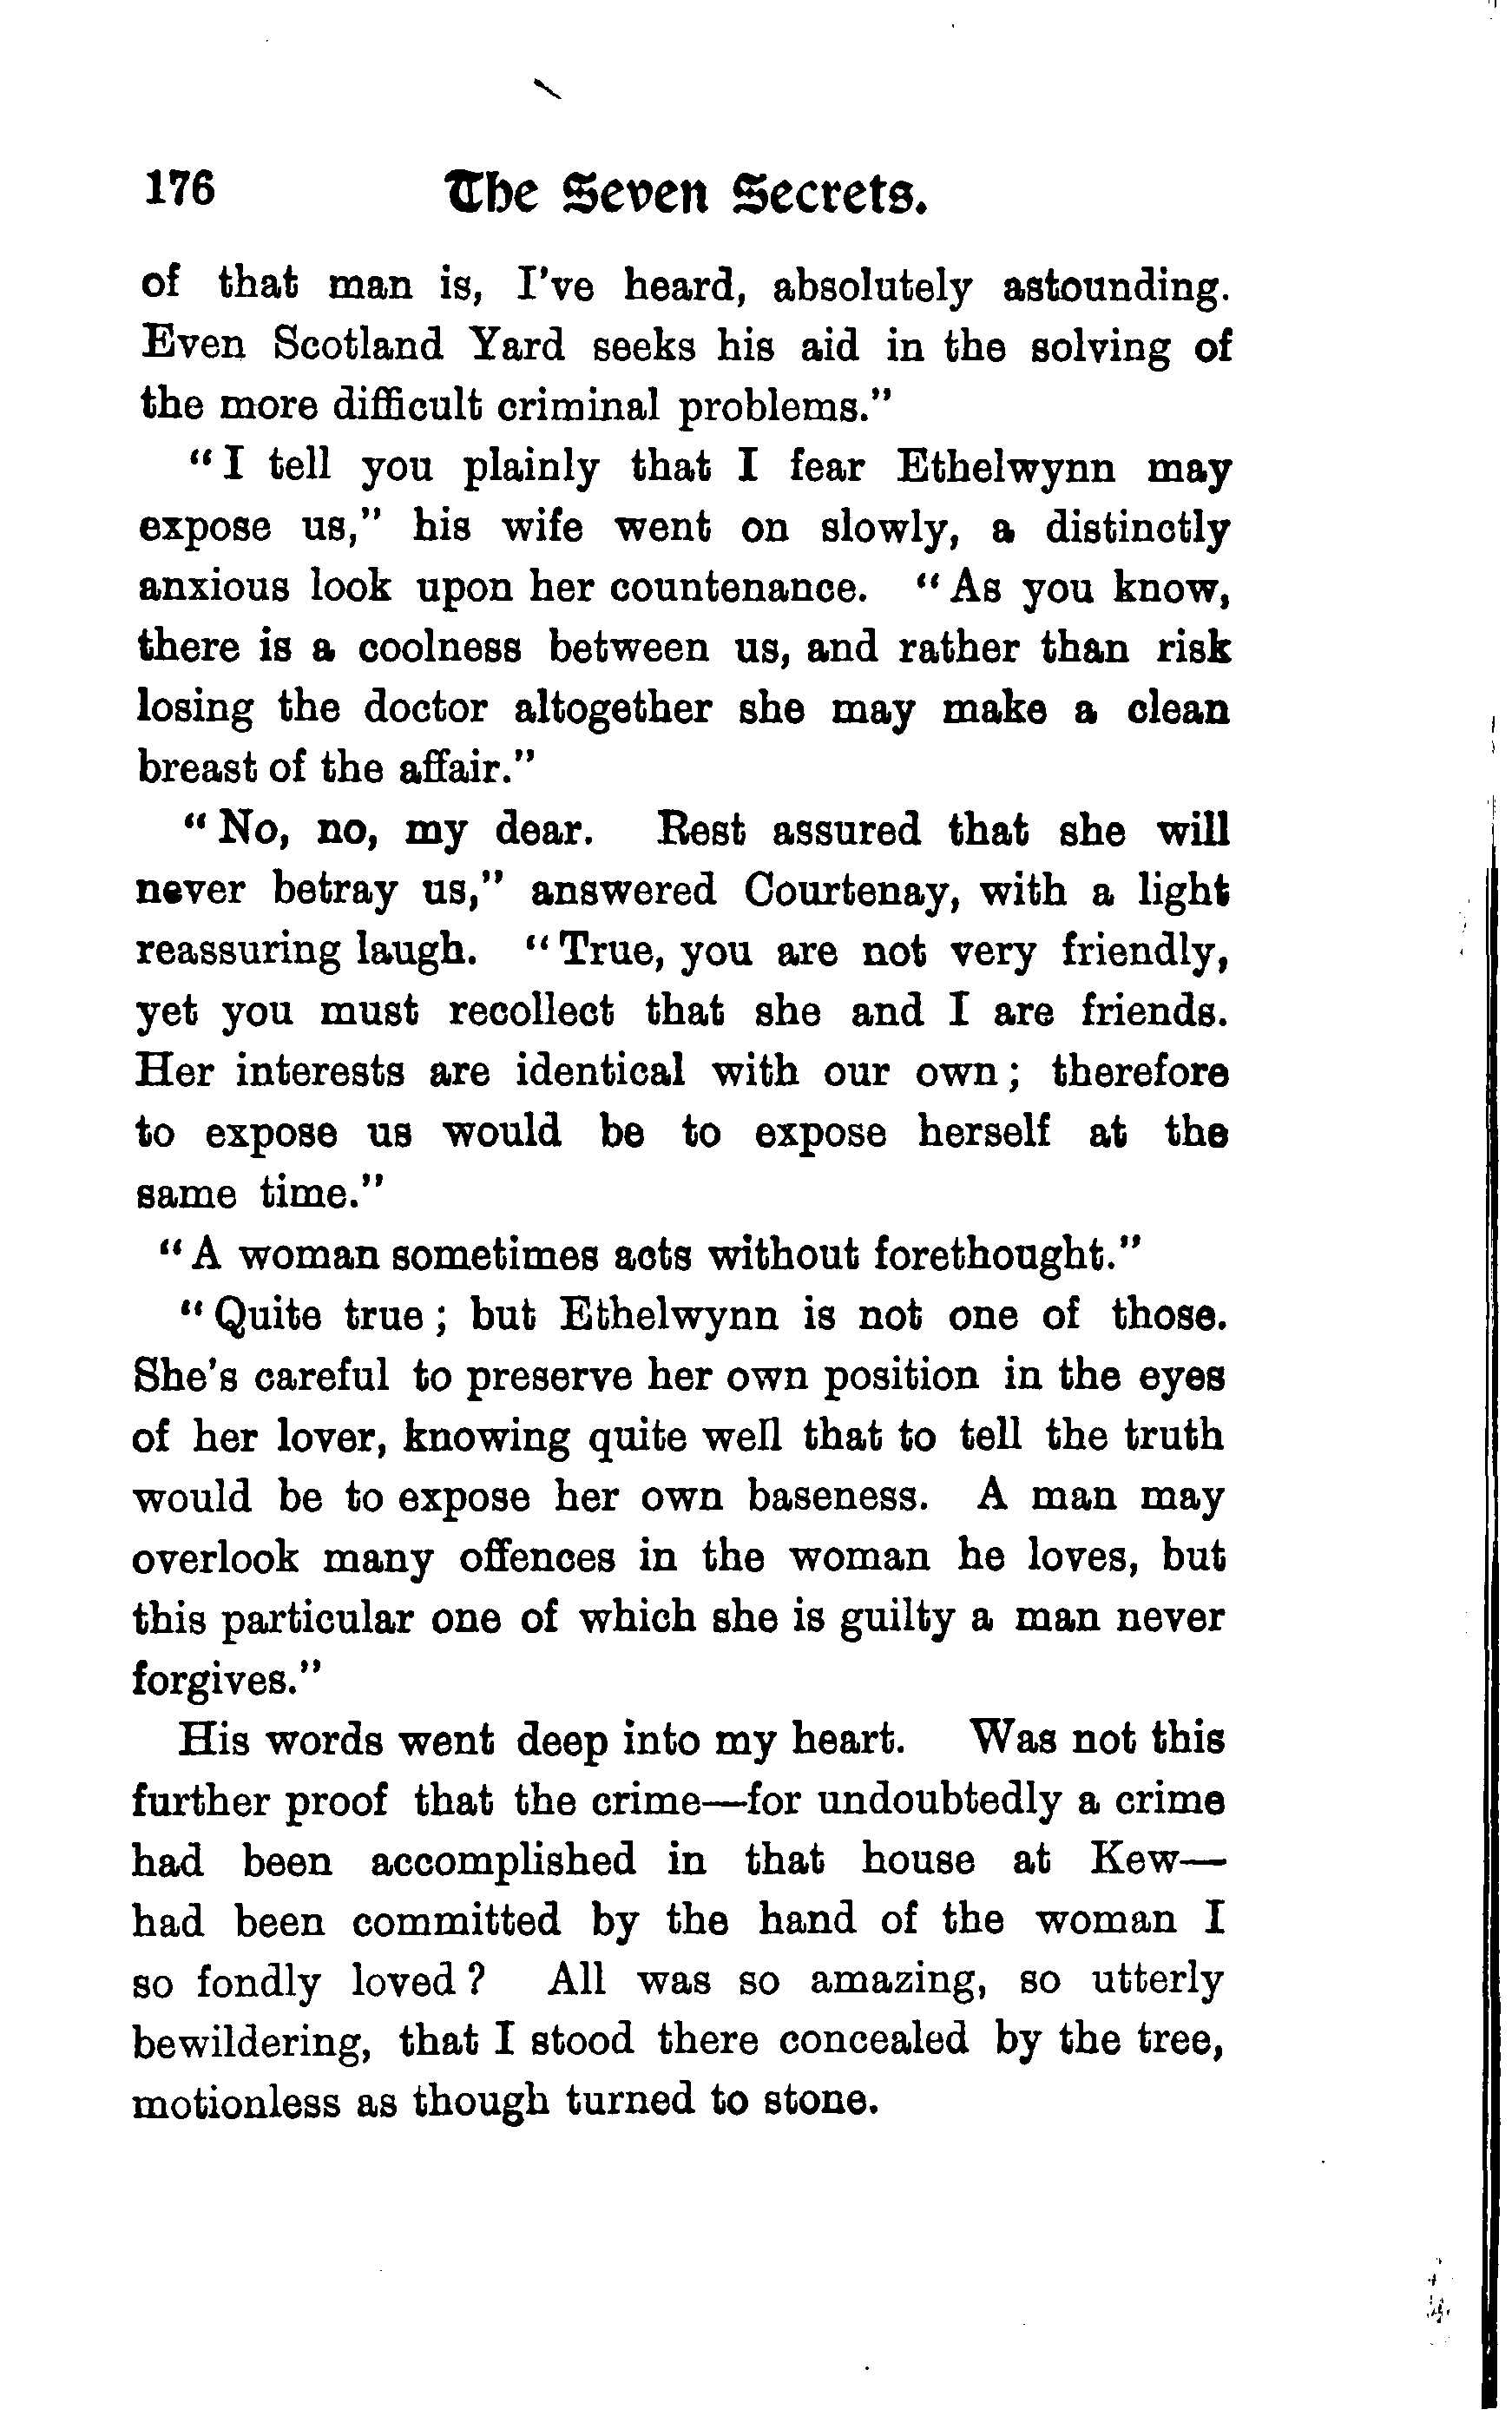 176 The Seven Secrets.
of that man is, I've heard, absolutely astounding.
Even Scotland Yard seeks his aid in the solving of
the more difficult criminal problems."
"I tell you plainly that I fear Ethelwynn may
expose us," his wife went on slowly, a distinctly
anxious look upon her countenance. "As you know,
there is a coolness between us, and rather than risk
losing the doctor altogether she may make a clean
breast of the affair."
"No, no, my dear. Rest assured that she will
never betray us," answered Courtenay, with a light
reassuring laugh. "True, you are not very friendly,
yet you must recollect that she and I are friends.
Her interests are identical with our own; therefore
to expose us would be to expose herself at the
same time."
"A woman sometimes acts without forethought."
"Quite true; but Ethelwynn is not one of those.
She's careful to preserve her own position in the eyes
of her lover, knowing quite well that to tell the truth
would be to expose her own baseness. A man may
overlook many offences in the woman he loves, but
this particular one of which she is guilty a man never
forgives."
His words went deep into my heart. Was not this
further proof that the crime—for undoubtedly a crime
had been accomplished in that house at Kew—
had been committed by the hand of the woman I
so fondly loved? All was so amazing, so utterly
bewildering, that I stood there concealed by the tree,
motionless as though turned to stone.